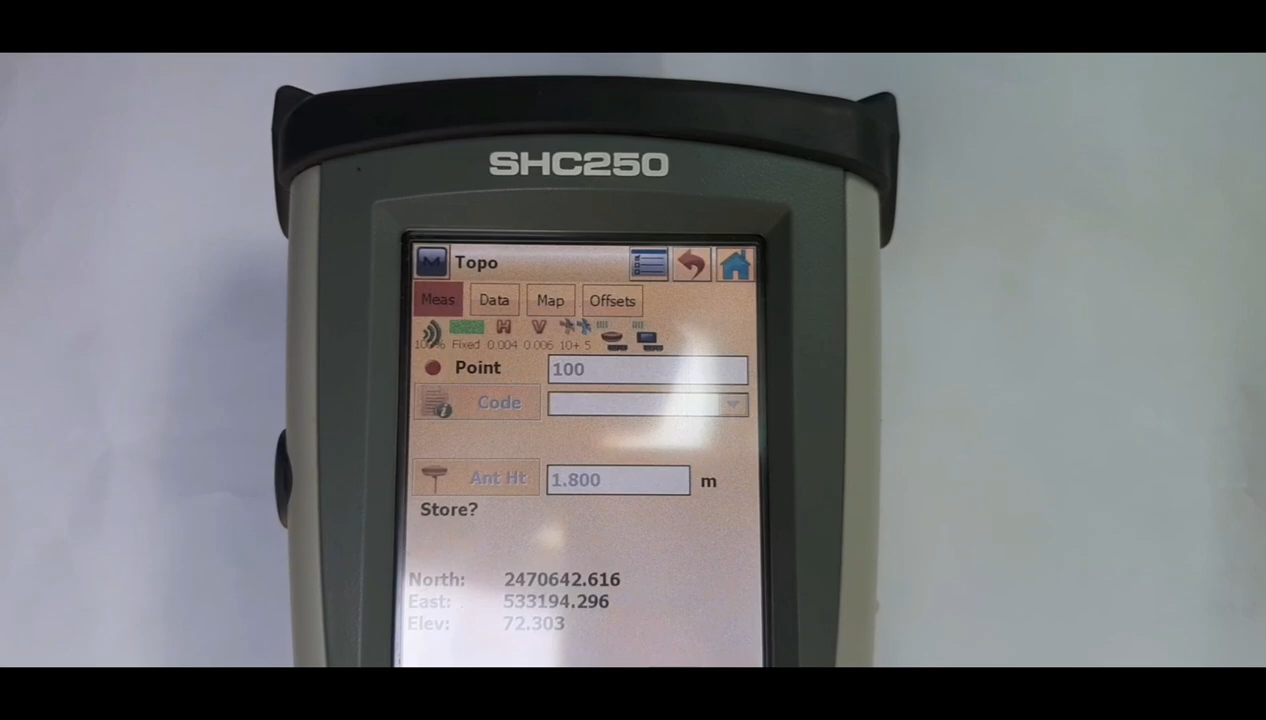 SHC250
Topo
Meas Data Map Offsets
100% Fixed 0.004 0.006 10+ 5
H V
Point 100
Code
Ant Ht 1.800 m
Store?
North: 2470642.616
East: 533194.296
Elev: 72.303